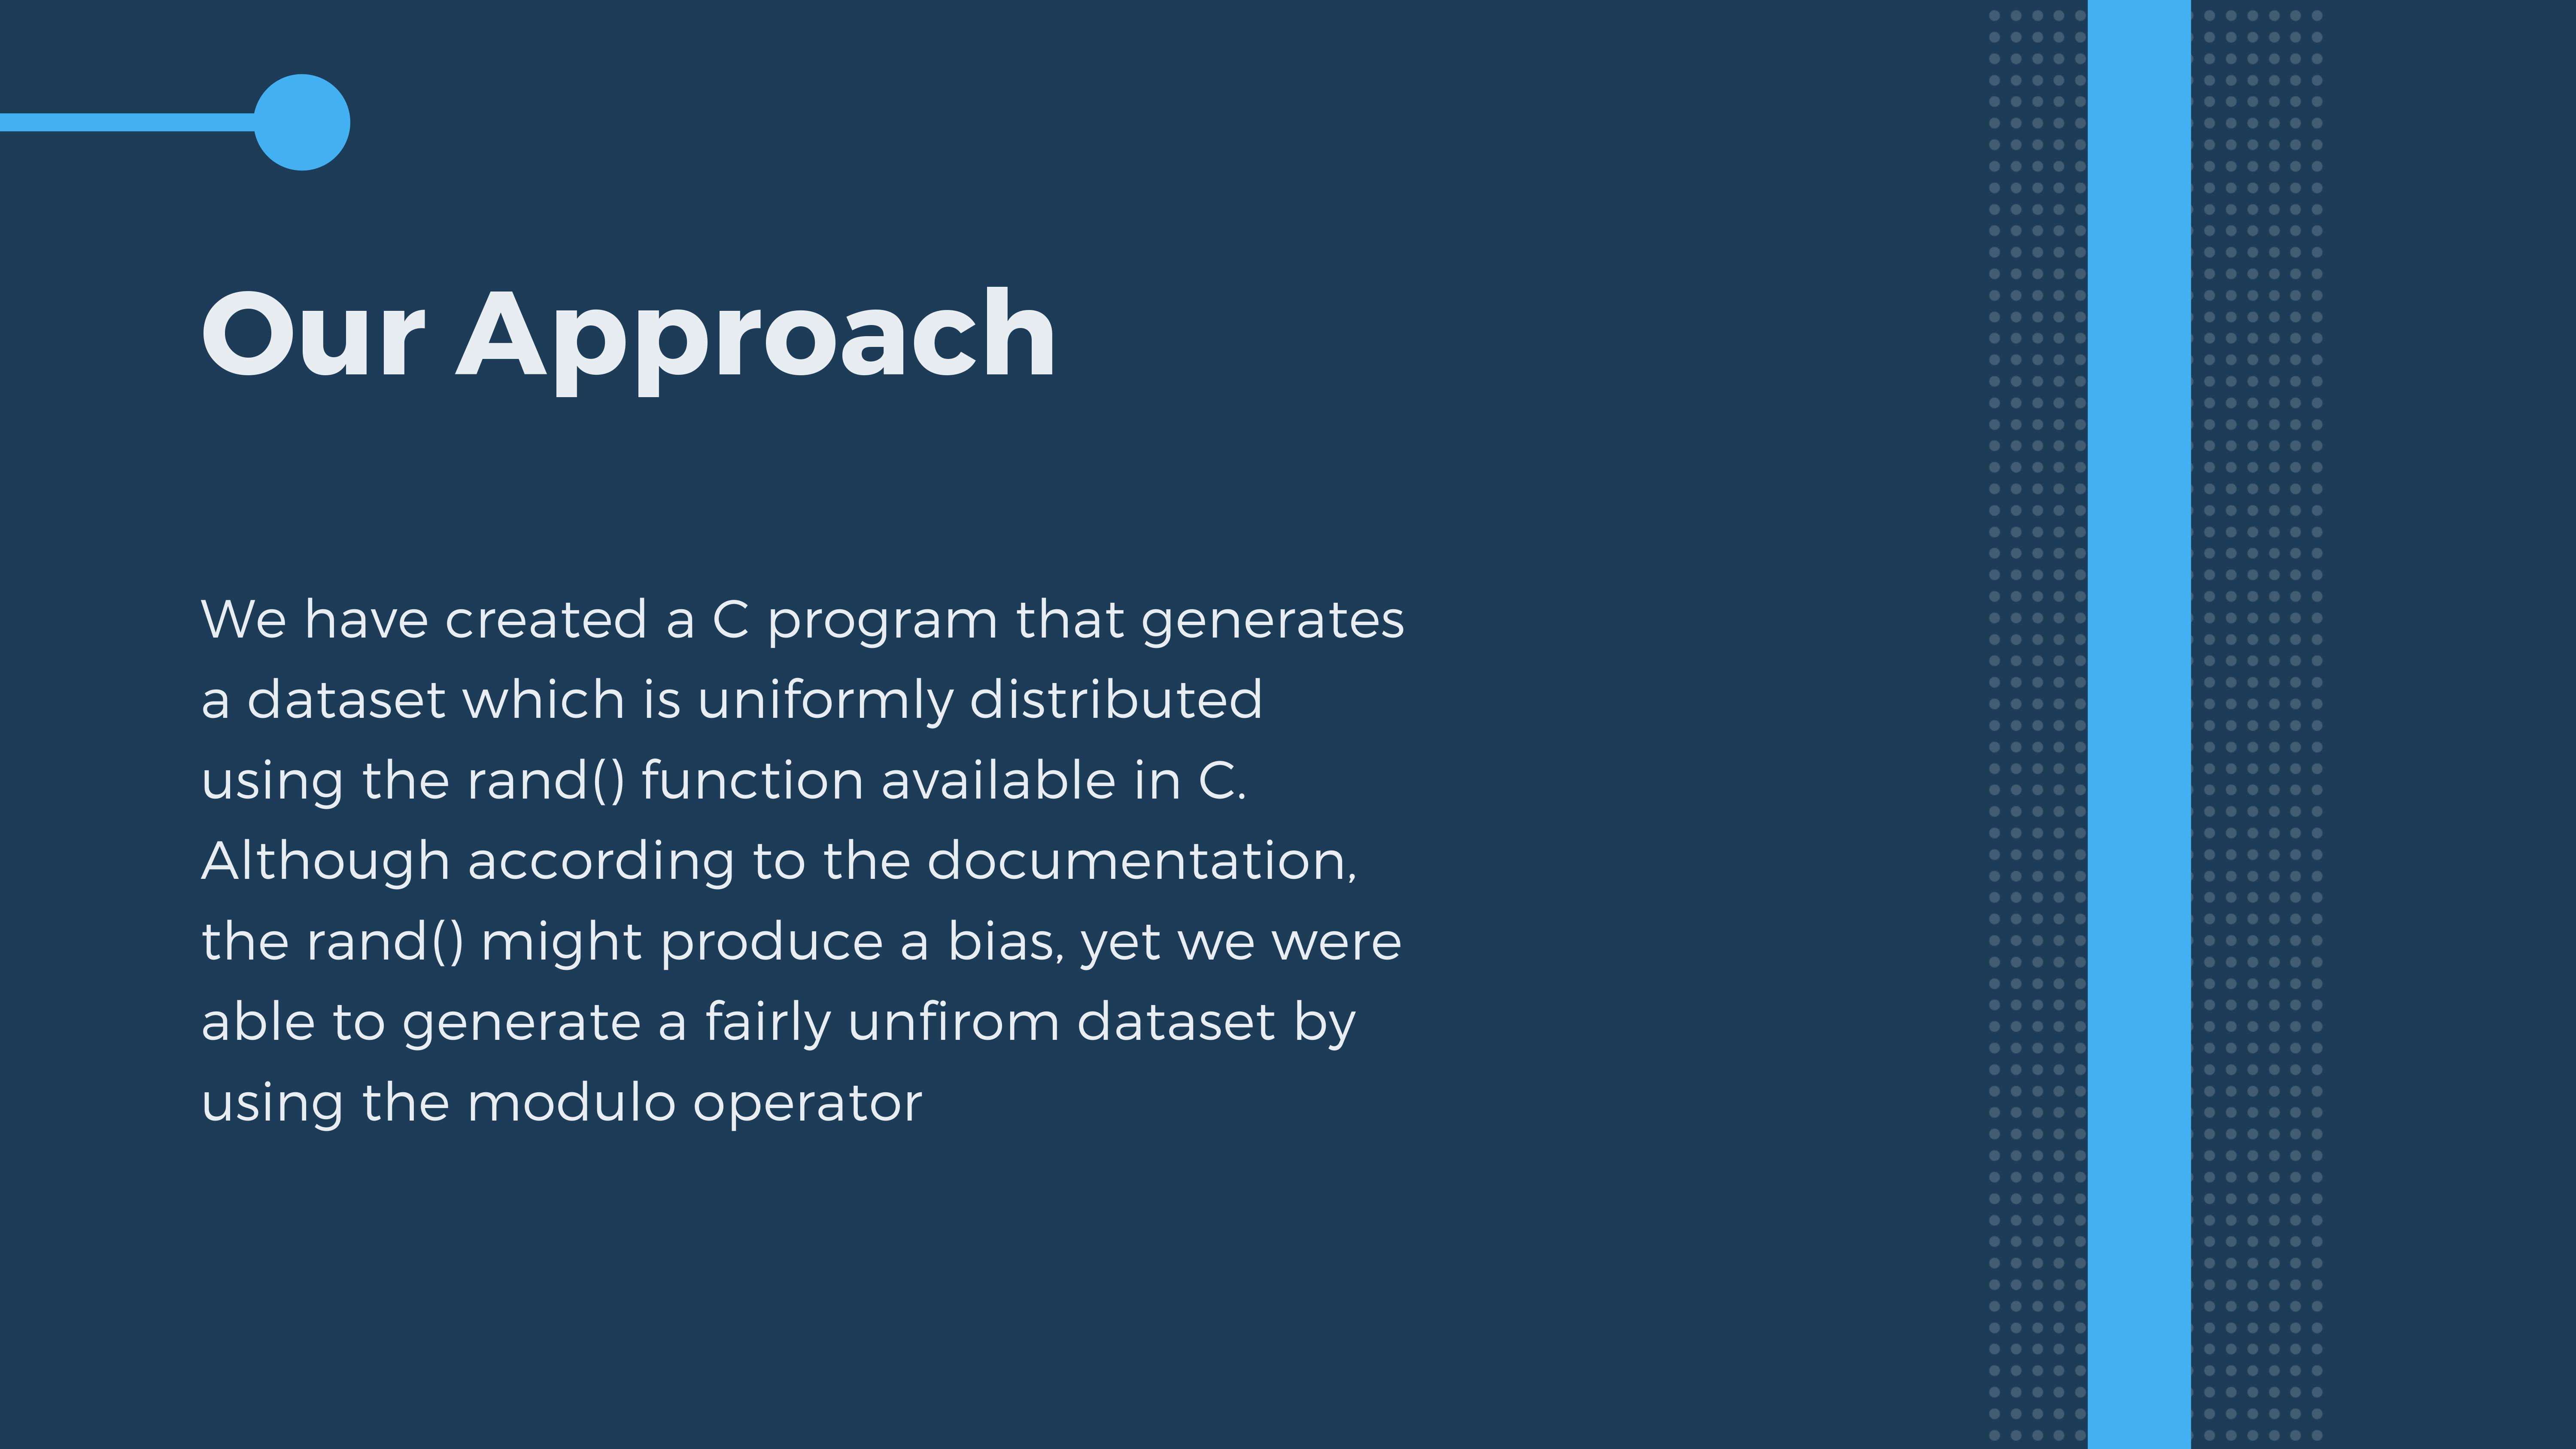 Our Approach
We have created a C program that generates
a dataset which is uniformly distributed
using the rand() function available in C.
Although according to the documentation,
the rand() might produce a bias, yet we were
able to generate a fairly unfirom dataset by
using the modulo operator